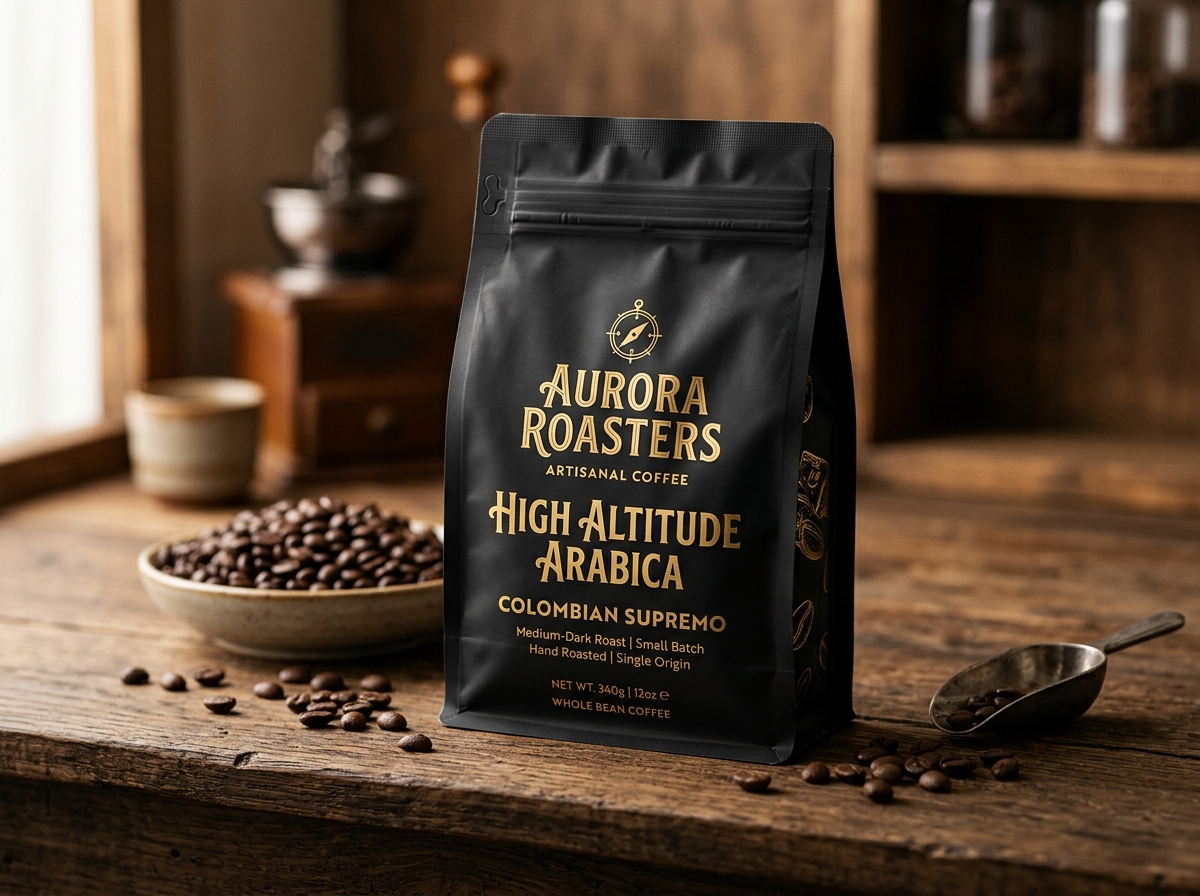 AURORA
ROASTERS
ARTISANAL COFFEE
HIGH ALTITUDE
ARABICA
COLOMBIAN SUPREMO
Medium-Dark Roast | Small Batch
Hand Roasted | Single Origin
NET WT. 340g | 12oz ℮
WHOLE BEAN COFFEE